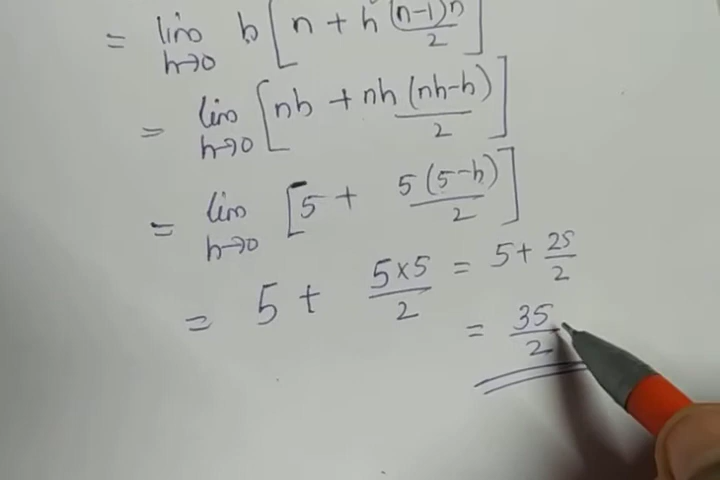 = lim h→0 h[n + h (n-1)n/2]
= lim h→0 [nh + nh (nh-h)/2]
= lim h→0 [5 + 5(5-h)/2]
= 5 + 5×5/2 = 5 + 25/2
= 35/2